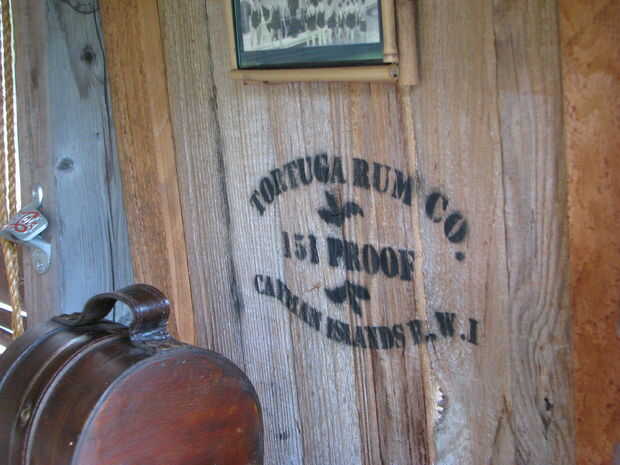 TORTUGA RUM CO.
151 PROOF
CAYMAN ISLANDS B.W.I